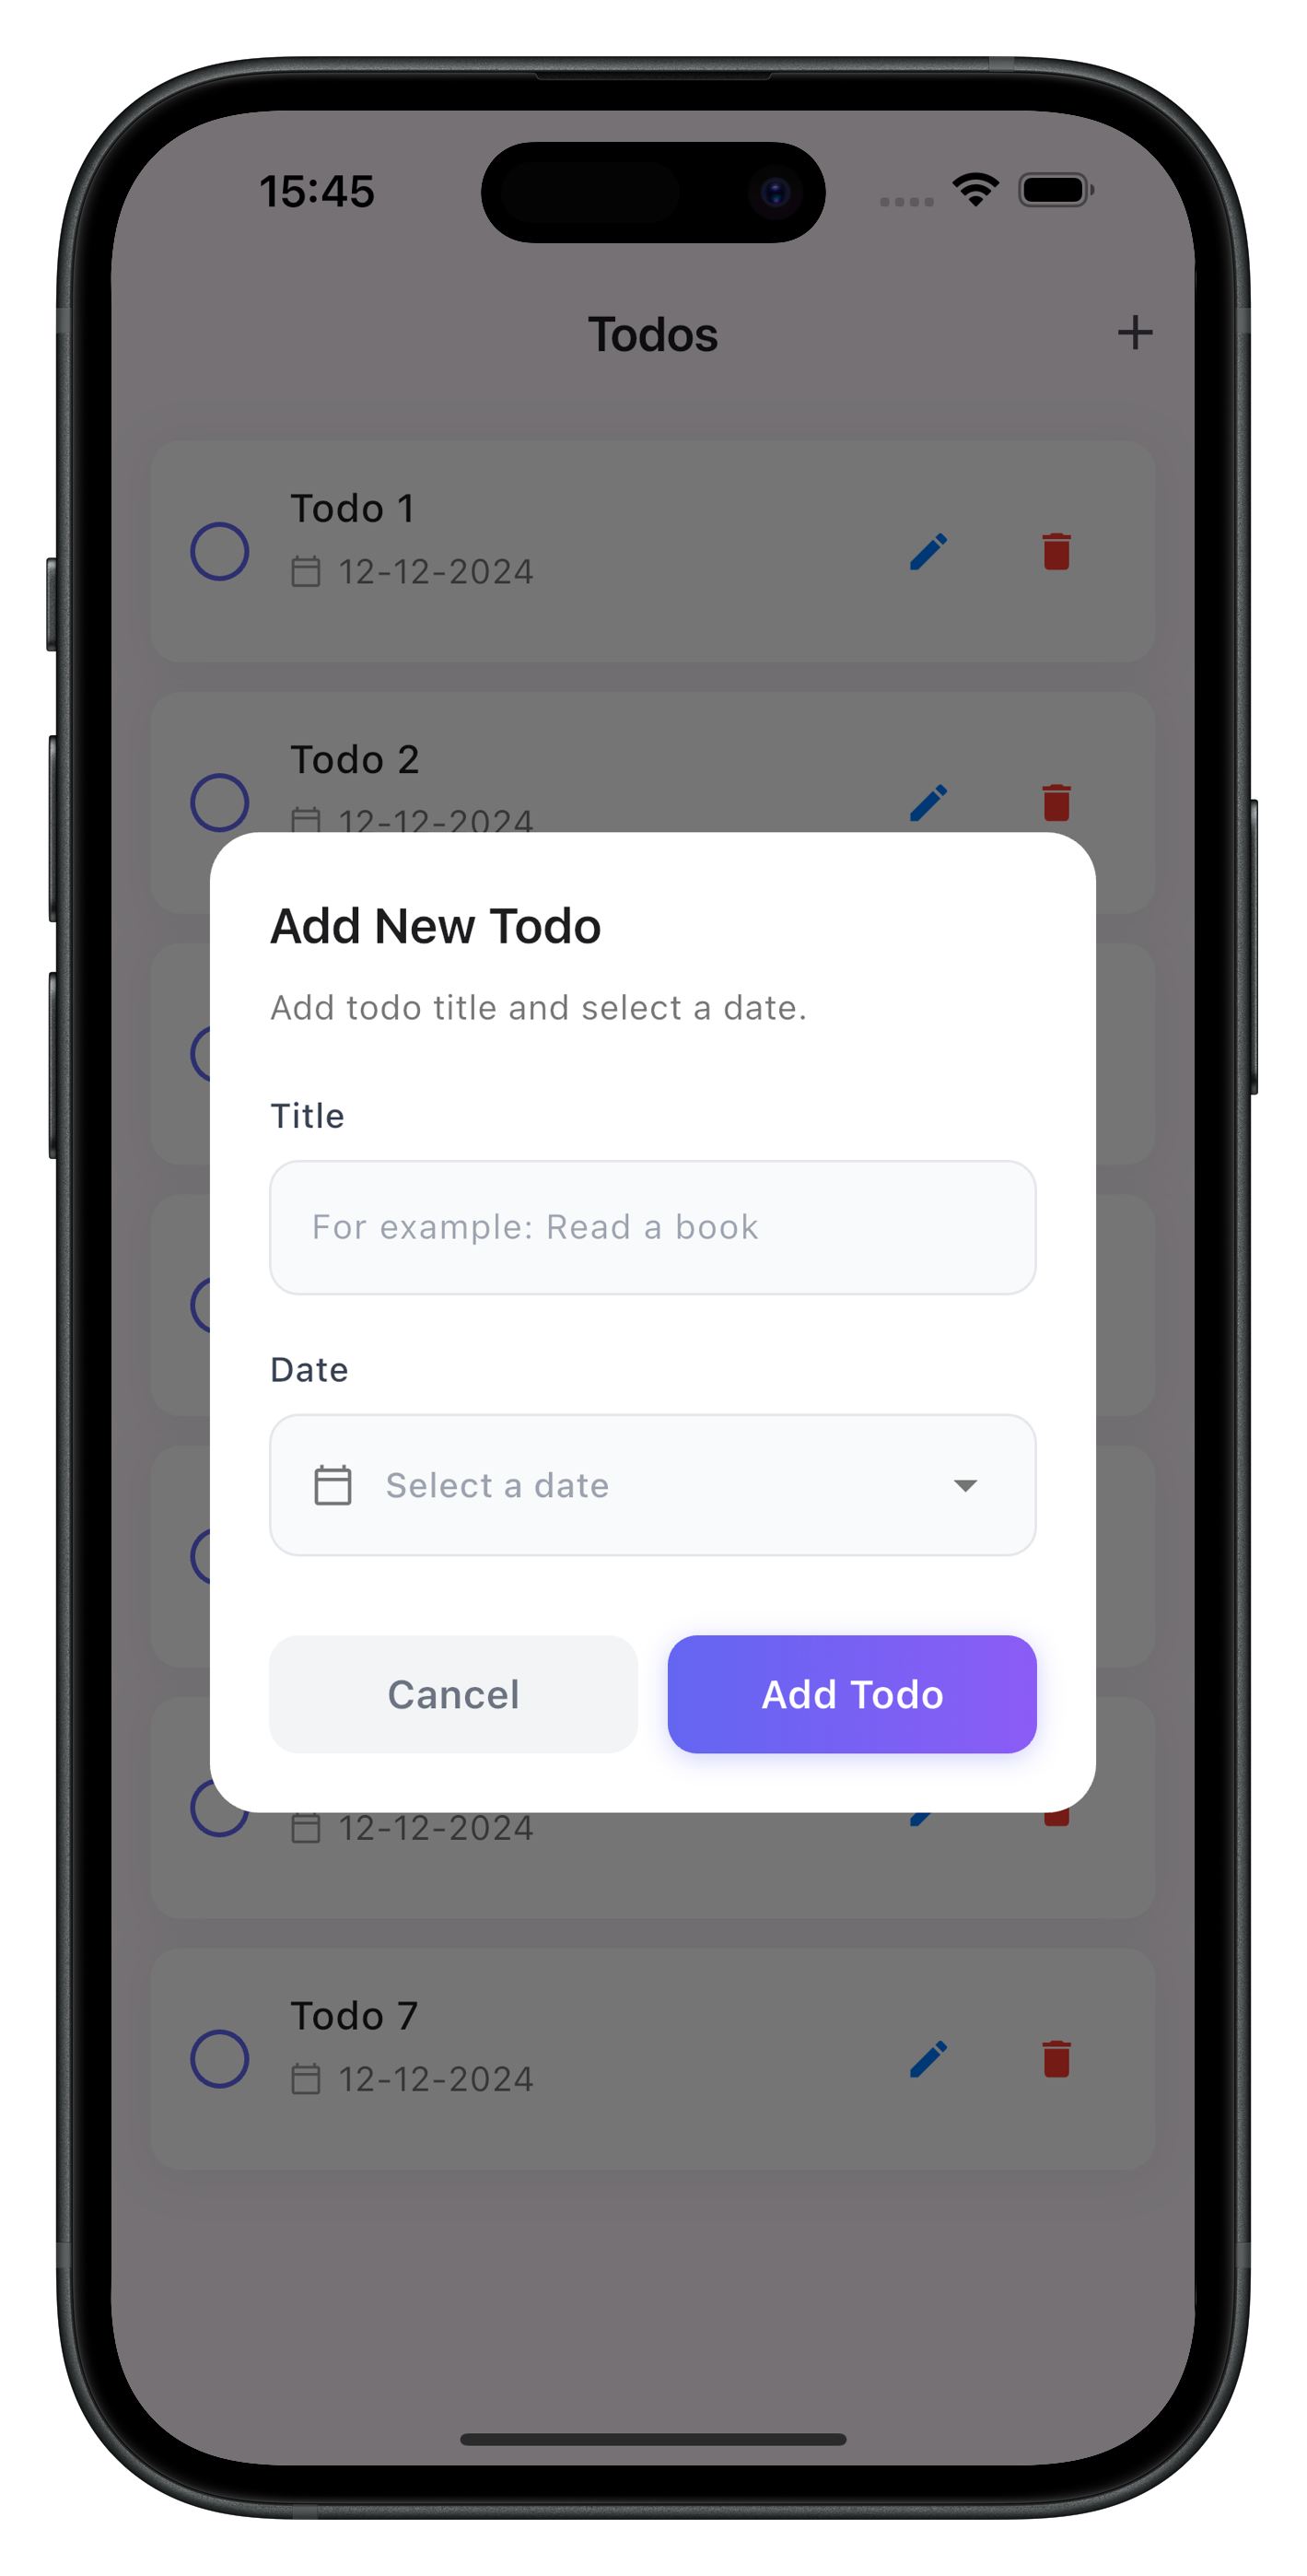 15:45
Todos
Todo 1
12-12-2024
Todo 2
12-12-2024
Add New Todo
Add todo title and select a date.
Title
For example: Read a book
Date
Select a date
Cancel
Add Todo
12-12-2024
Todo 7
12-12-2024